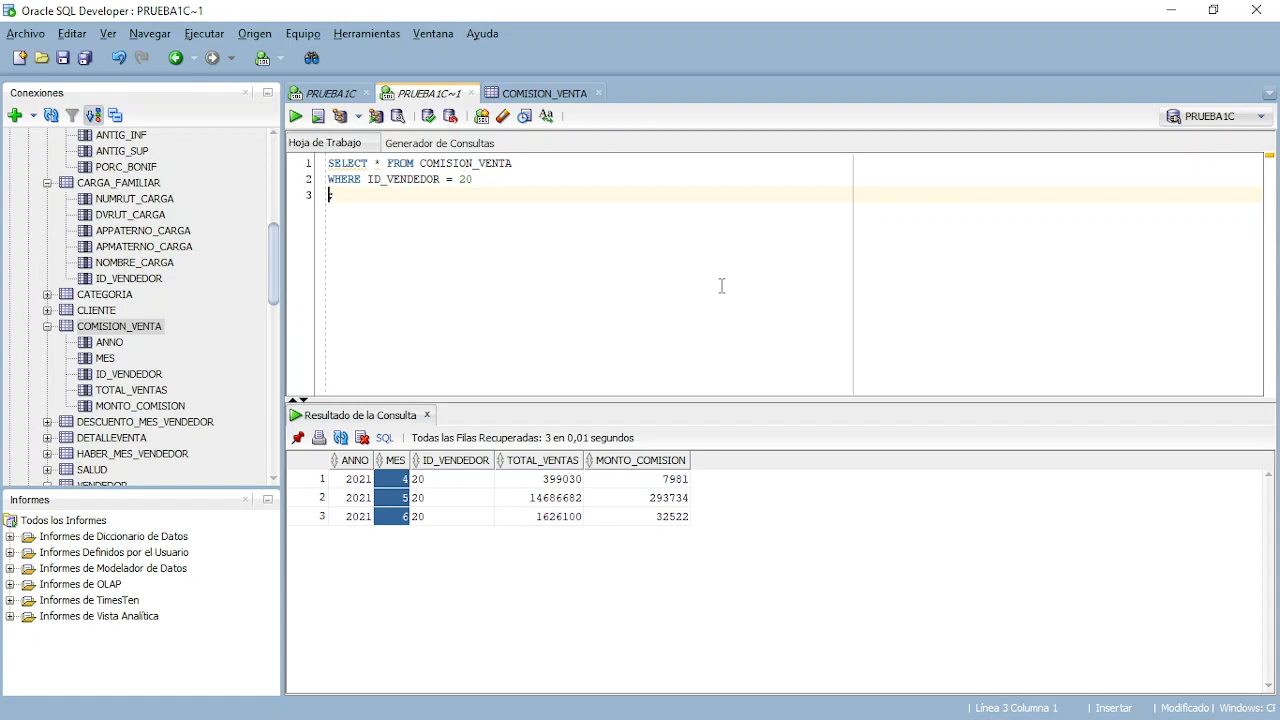 Oracle SQL Developer : PRUEBA1C~1
Archivo Editar Ver Navegar Ejecutar Origen Equipo Herramientas Ventana Ayuda
Conexiones
ANTIG_INF
ANTIG_SUP
PORC_BONIF
CARGA_FAMILIAR
NUMRUT_CARGA
DVRUT_CARGA
APPATERNO_CARGA
APMATERNO_CARGA
NOMBRE_CARGA
ID_VENDEDOR
CATEGORIA
CLIENTE
COMISION_VENTA
ANNO
MES
ID_VENDEDOR
TOTAL_VENTAS
MONTO_COMISION
DESCUENTO_MES_VENDEDOR
DETALLEVENTA
HABER_MES_VENDEDOR
SALUD
VENDEDOR
Informes
Todos los Informes
Informes de Diccionario de Datos
Informes Definidos por el Usuario
Informes de Modelador de Datos
Informes de OLAP
Informes de TimesTen
Informes de Vista Analítica
PRUEBA1C PRUEBA1C~1 COMISION_VENTA
PRUEBA1C
Hoja de Trabajo Generador de Consultas
1 SELECT * FROM COMISION_VENTA
2 WHERE ID_VENDEDOR = 20
3 ;
Resultado de la Consulta
SQL | Todas las Filas Recuperadas: 3 en 0,01 segundos
ANNO MES ID_VENDEDOR TOTAL_VENTAS MONTO_COMISION
1 2021 4 20 399030 7981
2 2021 5 20 14686682 293734
3 2021 6 20 1626100 32522
| Línea 3 Columna 1 | Insertar | Modificado | Windows: CF